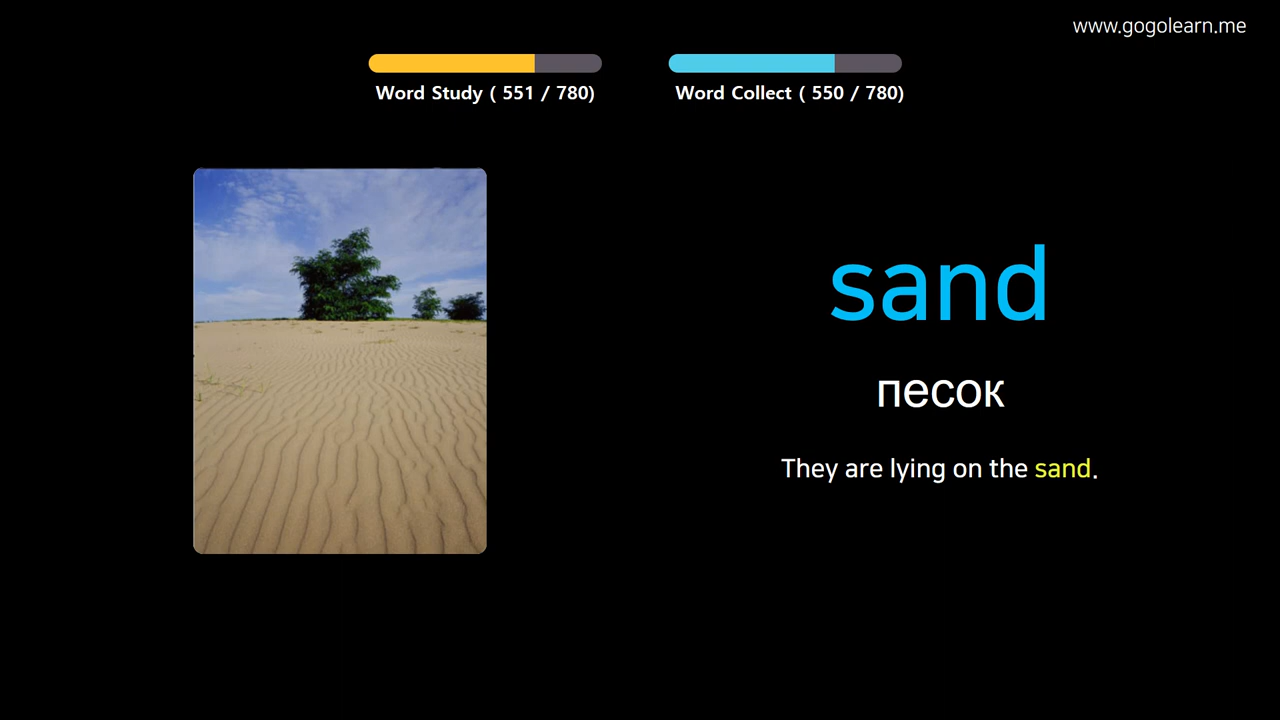 www.gogolearn.me
Word Study ( 551 / 780)
Word Collect ( 550 / 780)
sand
песок
They are lying on the sand.